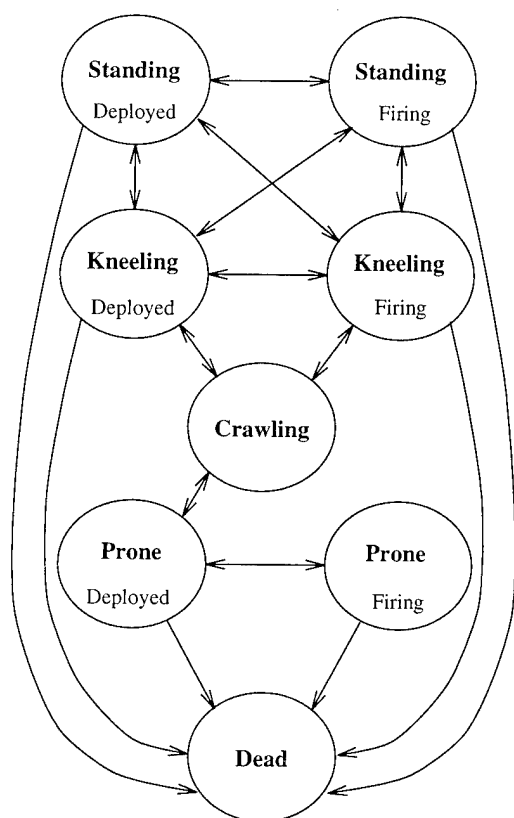 Standing
Deployed
Standing
Firing
Kneeling
Deployed
Kneeling
Firing
Crawling
Prone
Deployed
Prone
Firing
Dead